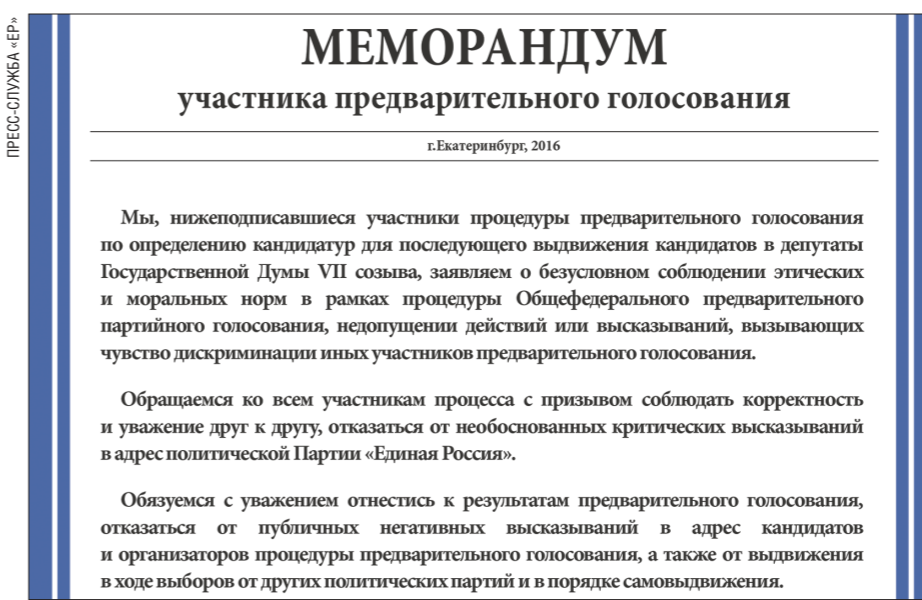 ПРЕСС-СЛУЖБА «ЕР»
МЕМОРАНДУМ
участника предварительного голосования
г.Екатеринбург, 2016
Мы, нижеподписавшиеся участники процедуры предварительного голосования
по определению кандидатур для последующего выдвижения кандидатов в депутаты
Государственной Думы VII созыва, заявляем о безусловном соблюдении этических
и моральных норм в рамках процедуры Общефедерального предварительного
партийного голосования, недопущении действий или высказываний, вызывающих
чувство дискриминации иных участников предварительного голосования.
Обращаемся ко всем участникам процесса с призывом соблюдать корректность
и уважение друг к другу, отказаться от необоснованных критических высказываний
в адрес политической Партии «Единая Россия».
Обязуемся с уважением отнестись к результатам предварительного голосования,
отказаться от публичных негативных высказываний в адрес кандидатов
и организаторов процедуры предварительного голосования, а также от выдвижения
в ходе выборов от других политических партий и в порядке самовыдвижения.